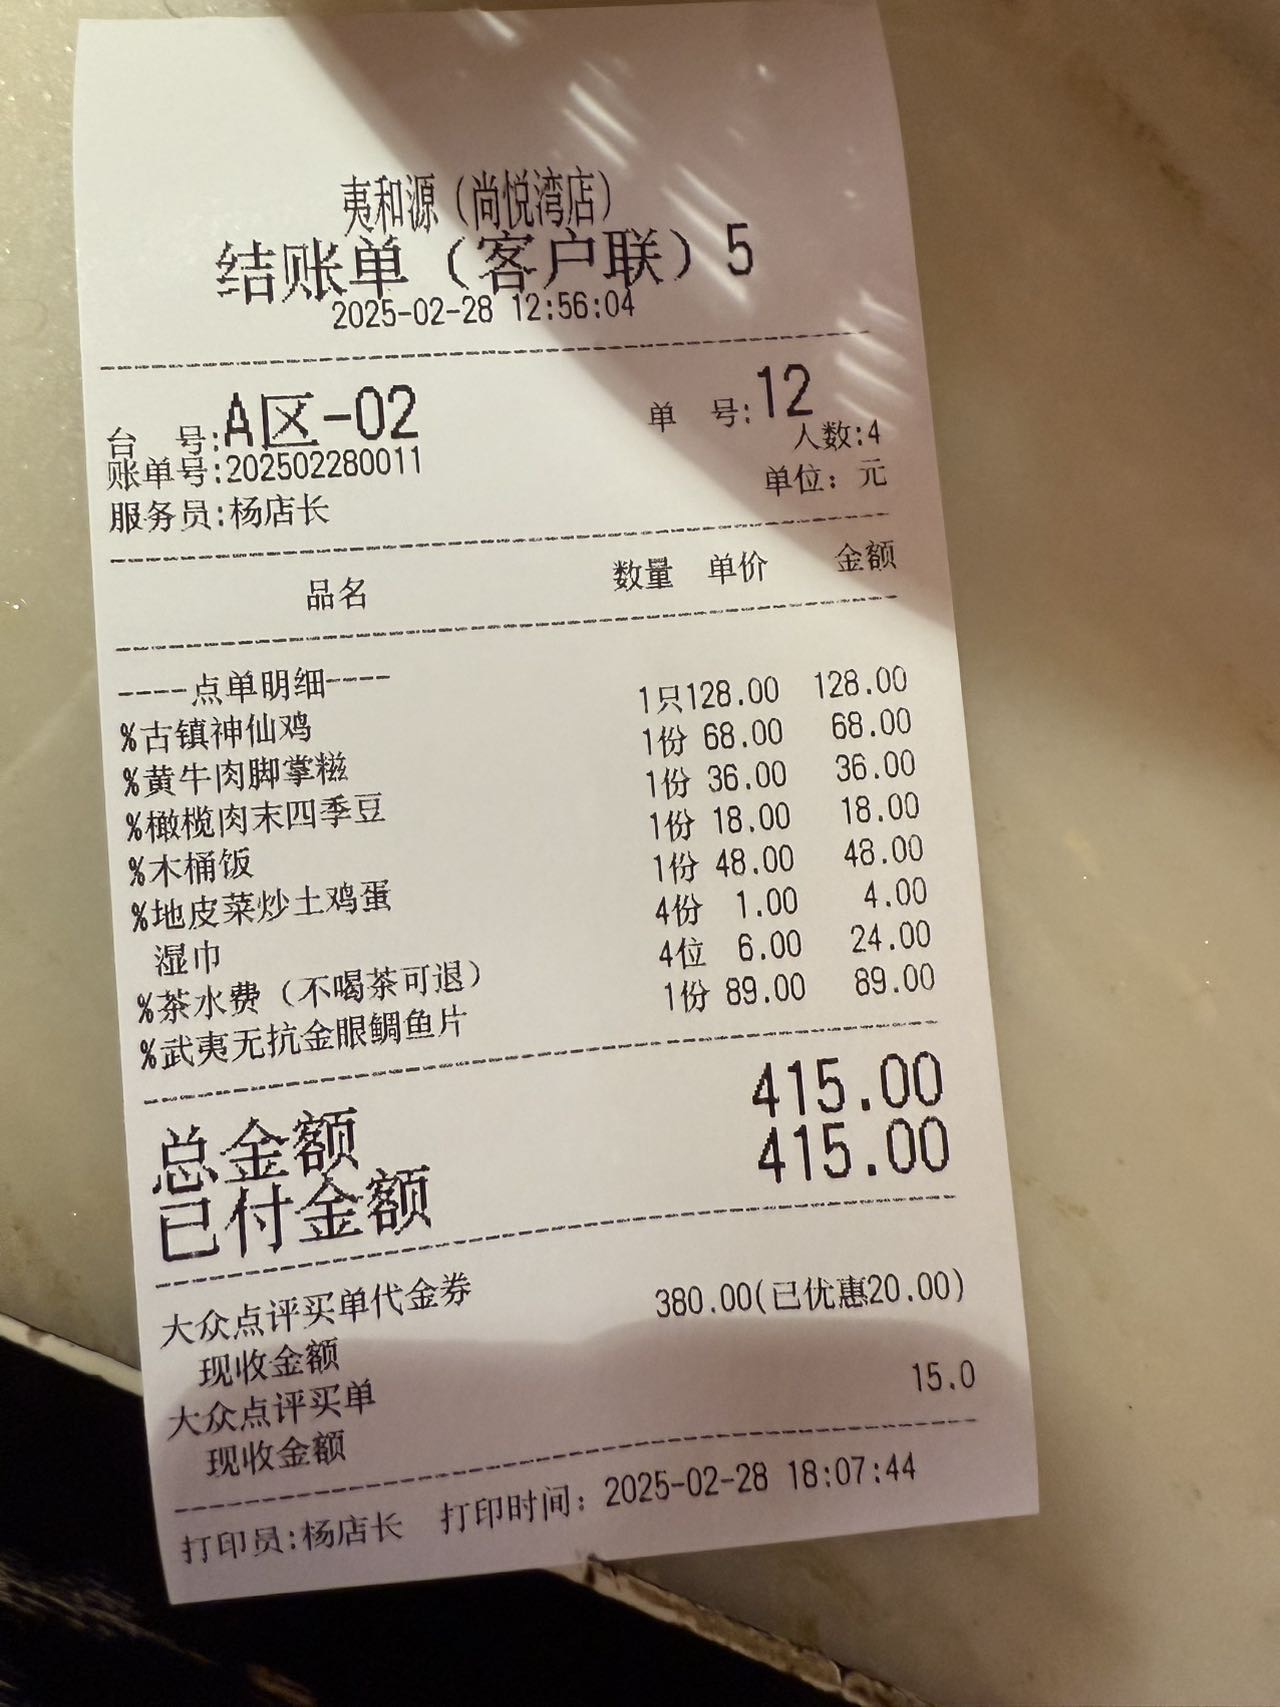 夷和源（尚悦湾店）
结账单（客户联）5
2025-02-28 12:56:04
台 号:A区-02 单 号:12
账单号:202502280011 人数:4
服务员:杨店长 单位：元
品名 数量 单价 金额
----点单明细----
%古镇神仙鸡 1只128.00 128.00
%黄牛肉脚掌糍 1份 68.00 68.00
%橄榄肉末四季豆 1份 36.00 36.00
%木桶饭 1份 18.00 18.00
%地皮菜炒土鸡蛋 1份 48.00 48.00
湿巾 4份 1.00 4.00
%茶水费（不喝茶可退） 4位 6.00 24.00
%武夷无抗金眼鲷鱼片 1份 89.00 89.00
总金额 415.00
已付金额 415.00
大众点评买单代金券
现收金额 380.00(已优惠20.00)
大众点评买单
现收金额 15.0
打印员:杨店长 打印时间：2025-02-28 18:07:44